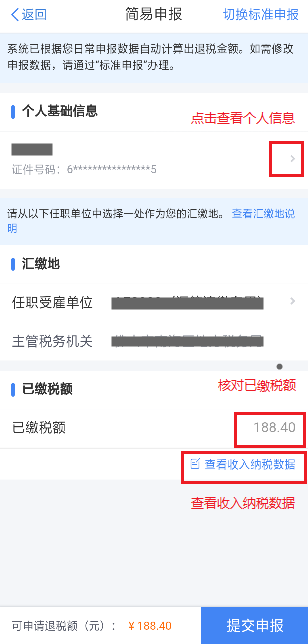 返回
简易申报
切换标准申报
系统已根据您日常申报数据自动计算出退税金额。如需修改
申报数据，请通过“标准申报”办理。
个人基础信息
点击查看个人信息
证件号码：6****************5
请从以下任职单位中选择一处作为您的汇缴地。 查看汇缴地说
明
汇缴地
任职受雇单位
主管税务机关
已缴税额
核对已缴税额
已缴税额
188.40
查看收入纳税数据
查看收入纳税数据
可申请退税额（元）：
￥188.40
提交申报